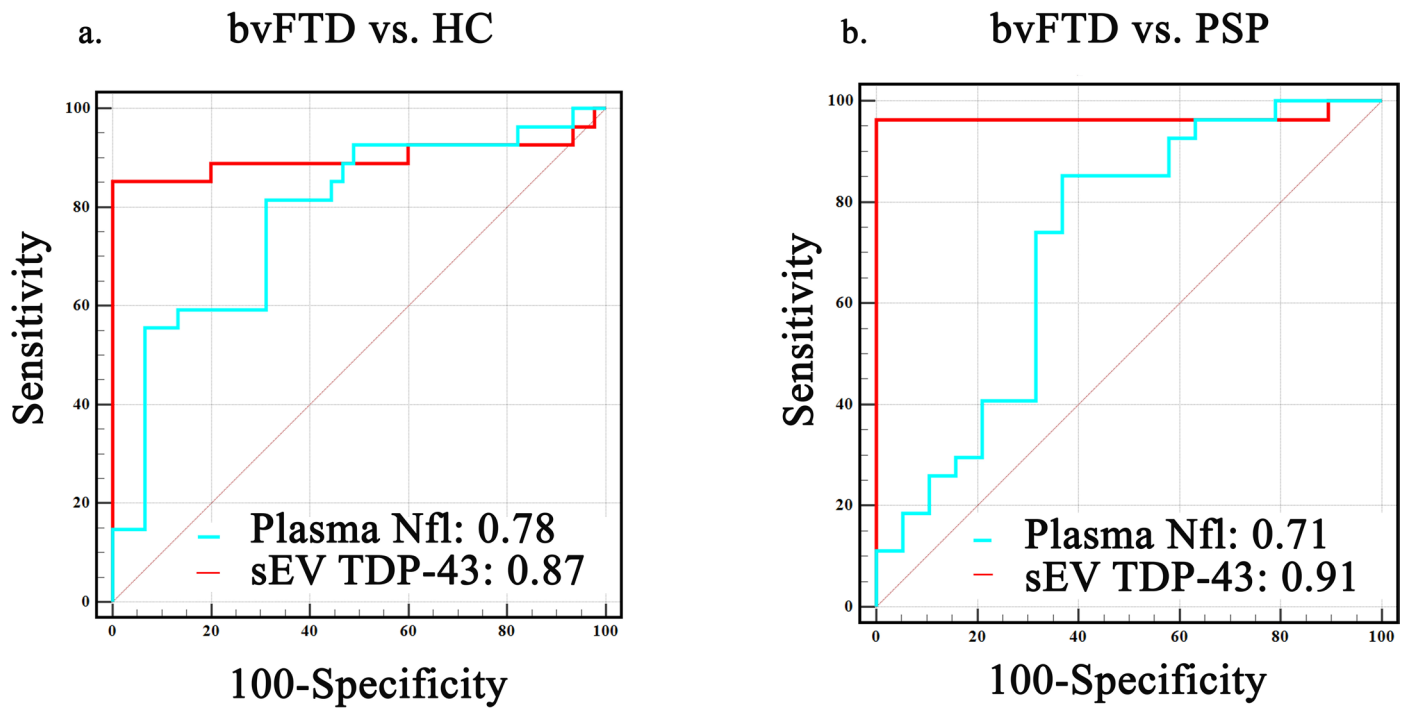 a.
bvFTD vs. HC
100
80
60
40
20
0
0 20 40 60 80 100
Sensitivity
100-Specificity
Plasma Nfl: 0.78
sEV TDP-43: 0.87
b.
bvFTD vs. PSP
100
80
60
40
20
0
0 20 40 60 80 100
Sensitivity
100-Specificity
Plasma Nfl: 0.71
sEV TDP-43: 0.91